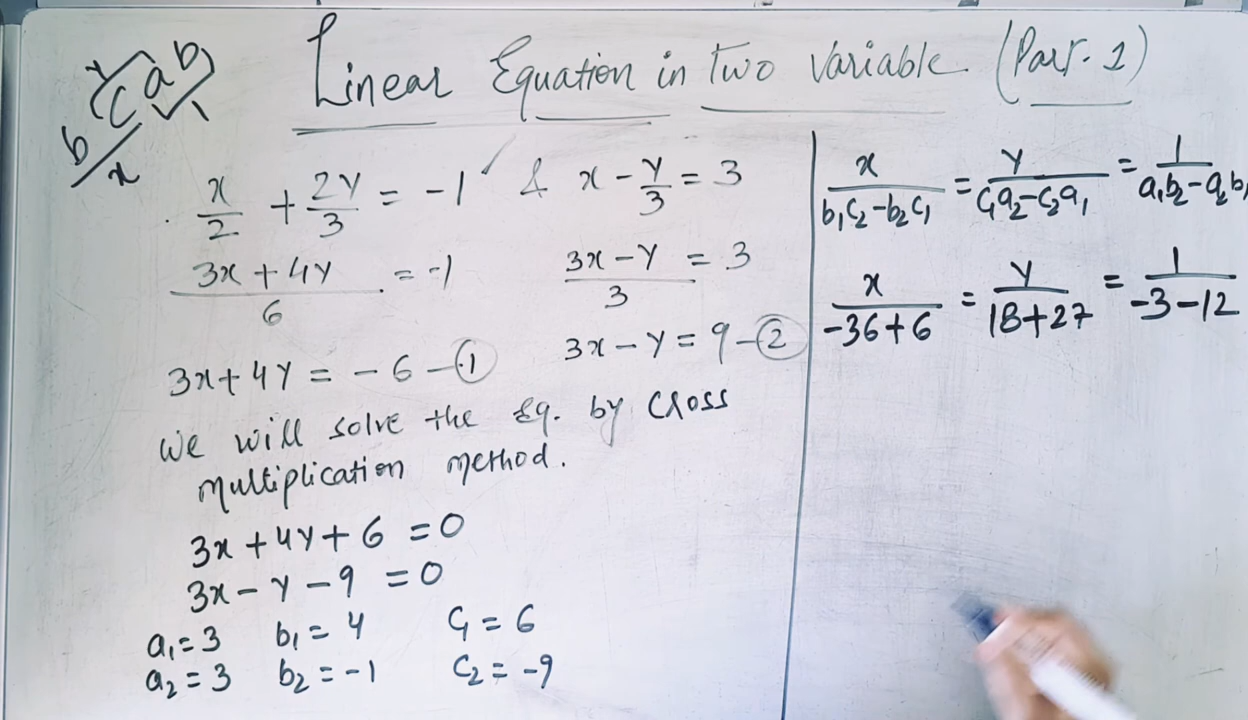 Linear Equation in two variable (Part. 1)
b c a b
x y 1
x/2 + 2y/3 = -1 & x - y/3 = 3
3x + 4y / 6 = -1
3x - y / 3 = 3
3x + 4y = -6 - ①
3x - y = 9 - ②
We will solve the Eq. by cross
multiplication method.
3x + 4y + 6 = 0
3x - y - 9 = 0
a₁ = 3 b₁ = 4 c₁ = 6
a₂ = 3 b₂ = -1 c₂ = -9
x/b₁c₂-b₂c₁ = y/c₁a₂-c₂a₁ = 1/a₁b₂-a₂b₁
x/-36+6 = y/18+27 = 1/-3-12